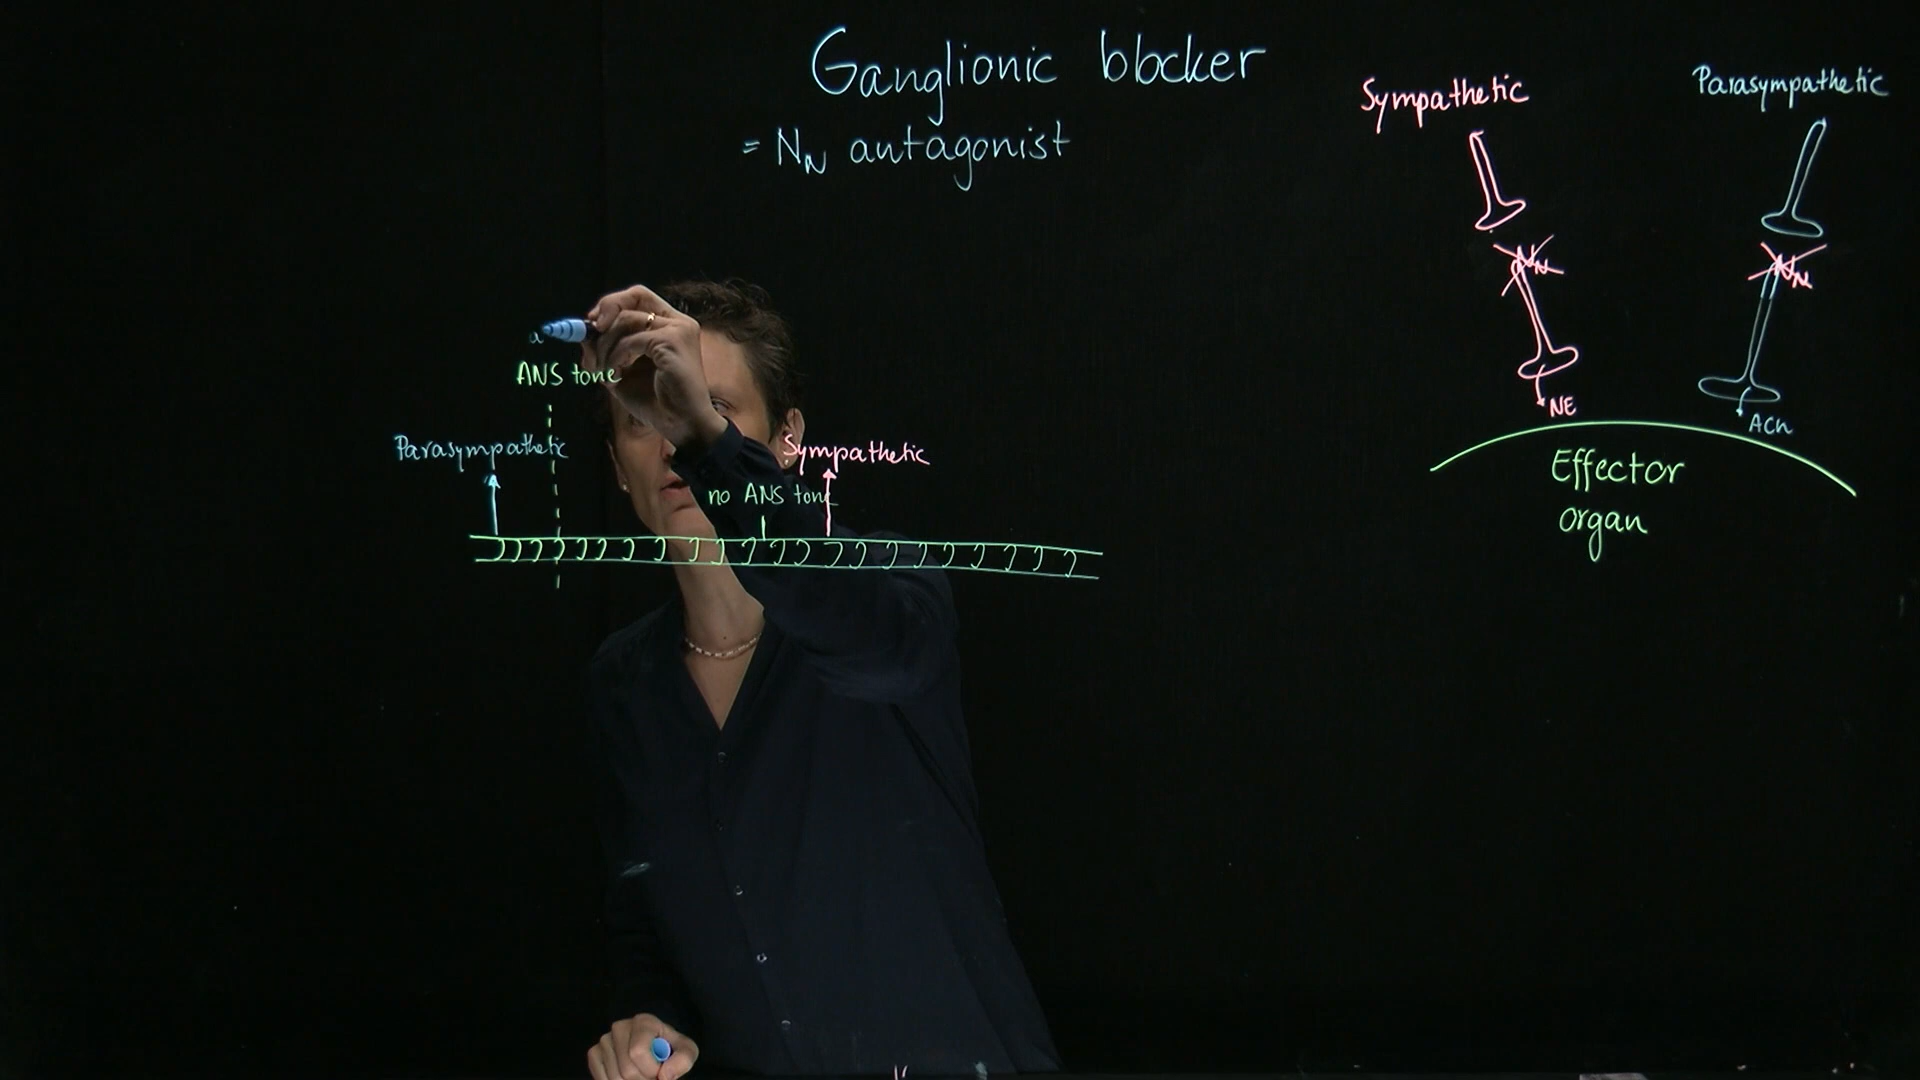 Ganglionic blocker
= NN antagonist
Sympathetic
Parasympathetic
NN
NN
NE
ACh
Effector
organ
a
ANS tone
Parasympathetic
Sympathetic
no ANS tone